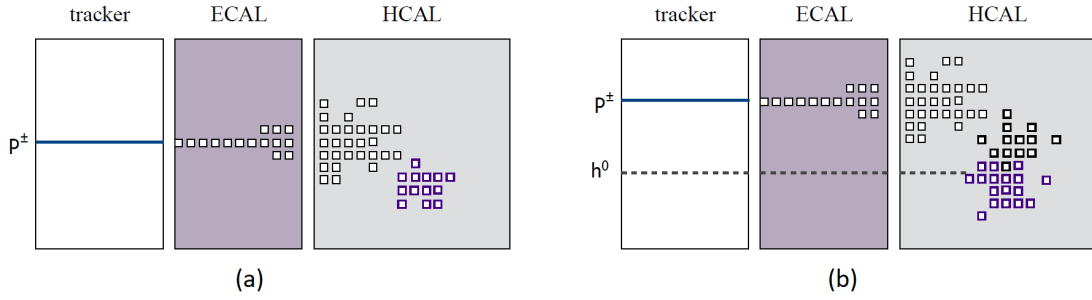 tracker ECAL HCAL
P±
(a)
tracker ECAL HCAL
P±
h⁰
(b)